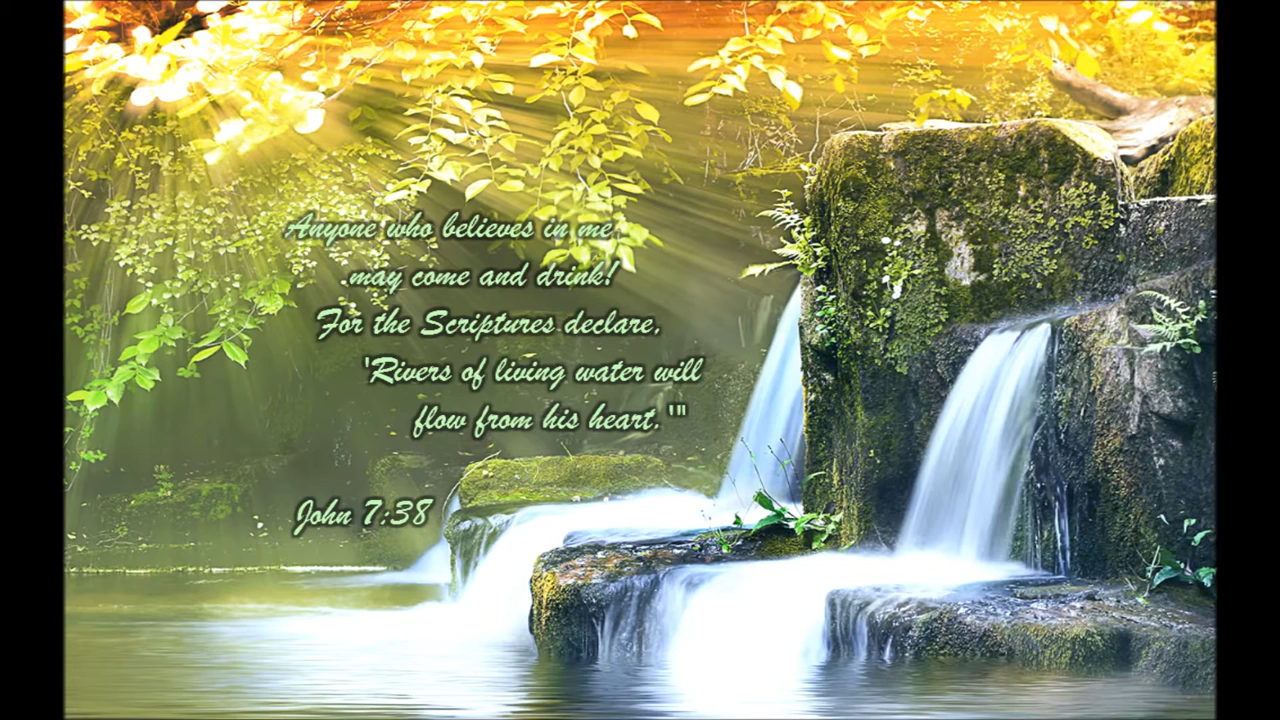 Anyone who believes in me
may come and drink!
For the Scriptures declare,
'Rivers of living water will
flow from his heart.'"
John 7:38